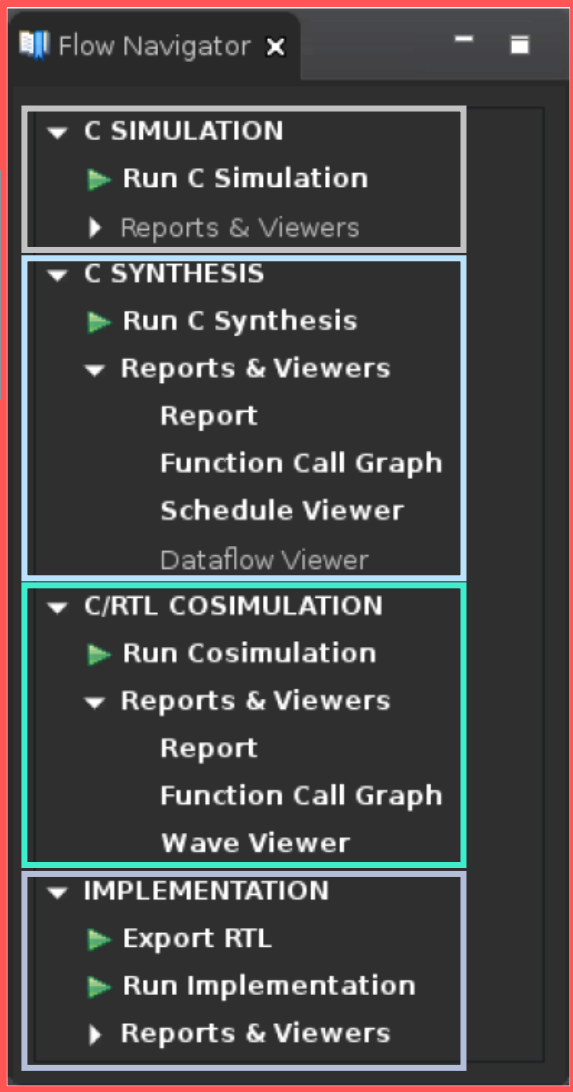 Flow Navigator
C SIMULATION
Run C Simulation
Reports & Viewers
C SYNTHESIS
Run C Synthesis
Reports & Viewers
Report
Function Call Graph
Schedule Viewer
Dataflow Viewer
C/RTL COSIMULATION
Run Cosimulation
Reports & Viewers
Report
Function Call Graph
Wave Viewer
IMPLEMENTATION
Export RTL
Run Implementation
Reports & Viewers